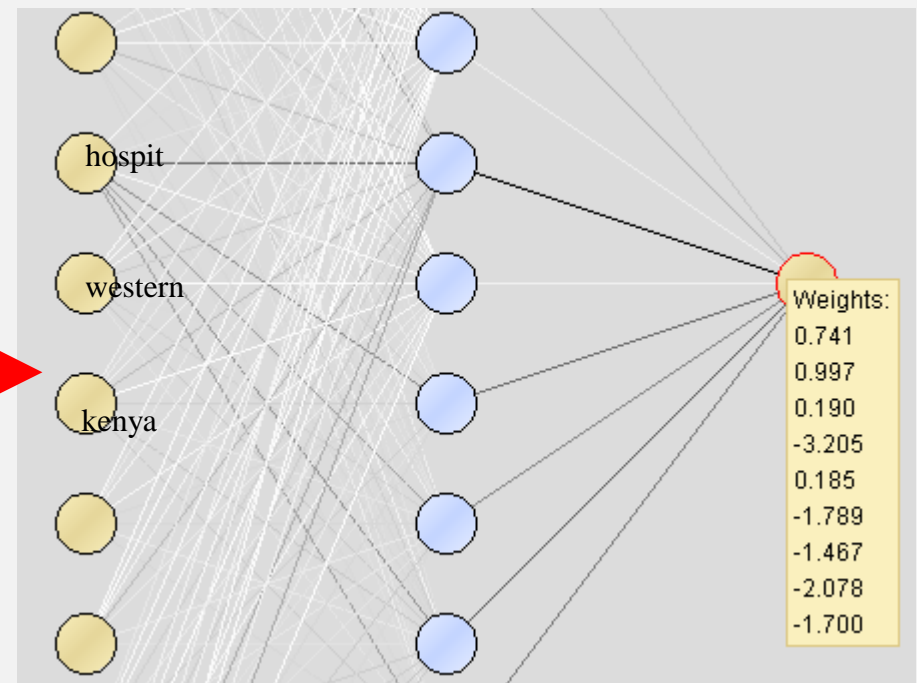 hospit
western
kenya
Weights:
0.741
0.997
0.190
-3.205
0.185
-1.789
-1.467
-2.078
-1.700